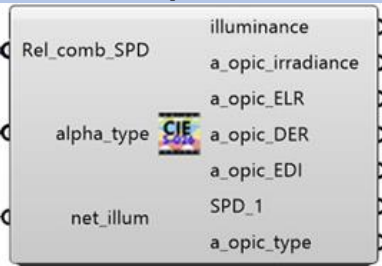 illuminance
Rel_comb_SPD
a_opic_irradiance
a_opic_ELR
alpha_type
CIE
S-026
a_opic_DER
a_opic_EDI
net_illum
SPD_1
a_opic_type